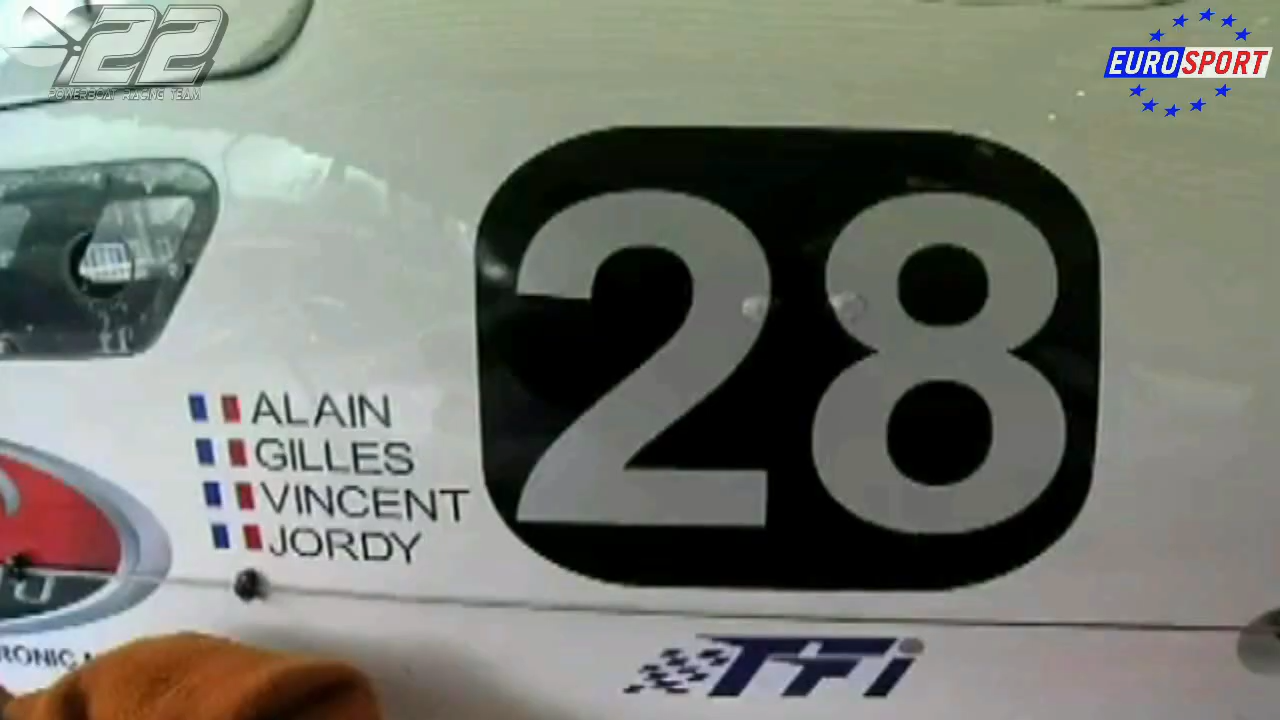 22
POWERBOAT RACING TEAM
EUROSPORT
28
ALAIN
GILLES
VINCENT
JORDY
TFi